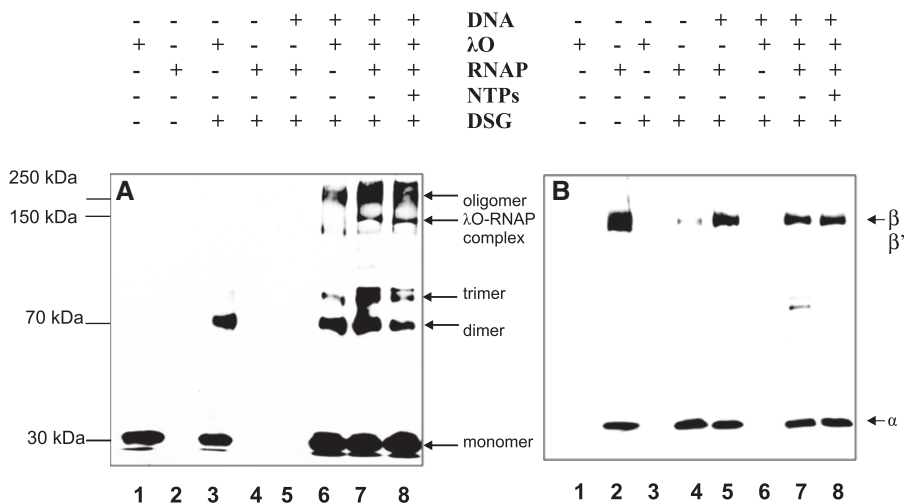 - - - - + + + + DNA - - - - + + + +
+ - + - - + + + λO + - + - - + + +
- + - + + - + + RNAP - + - + + - + +
- - - - - - - + NTPs - - - - - - - +
- - + + + + + + DSG - - + + + + + +
250 kDa
150 kDa
70 kDa
30 kDa
A
oligomer
λO-RNAP
complex
trimer
dimer
monomer
1 2 3 4 5 6 7 8
B
β
β'
α
1 2 3 4 5 6 7 8